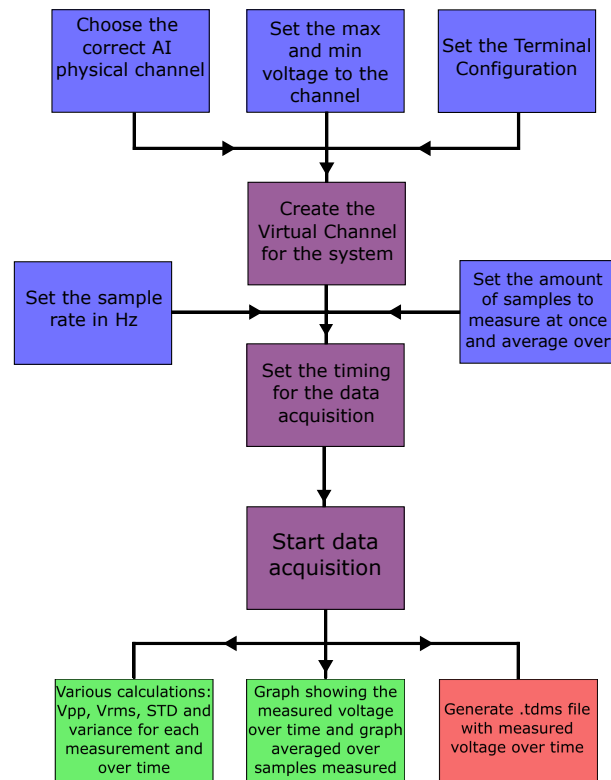 Choose the
correct AI
physical channel
Set the max
and min
voltage to the
channel
Set the Terminal
Configuration
Create the
Virtual Channel
for the system
Set the sample
rate in Hz
Set the amount
of samples to
measure at once
and average over
Set the timing
for the data
acquisition
Start data
acquisition
Various calculations:
Vpp, Vrms, STD and
variance for each
measurement and
over time
Graph showing the
measured voltage
over time and graph
averaged over
samples measured
Generate .tdms file
with measured
voltage over time